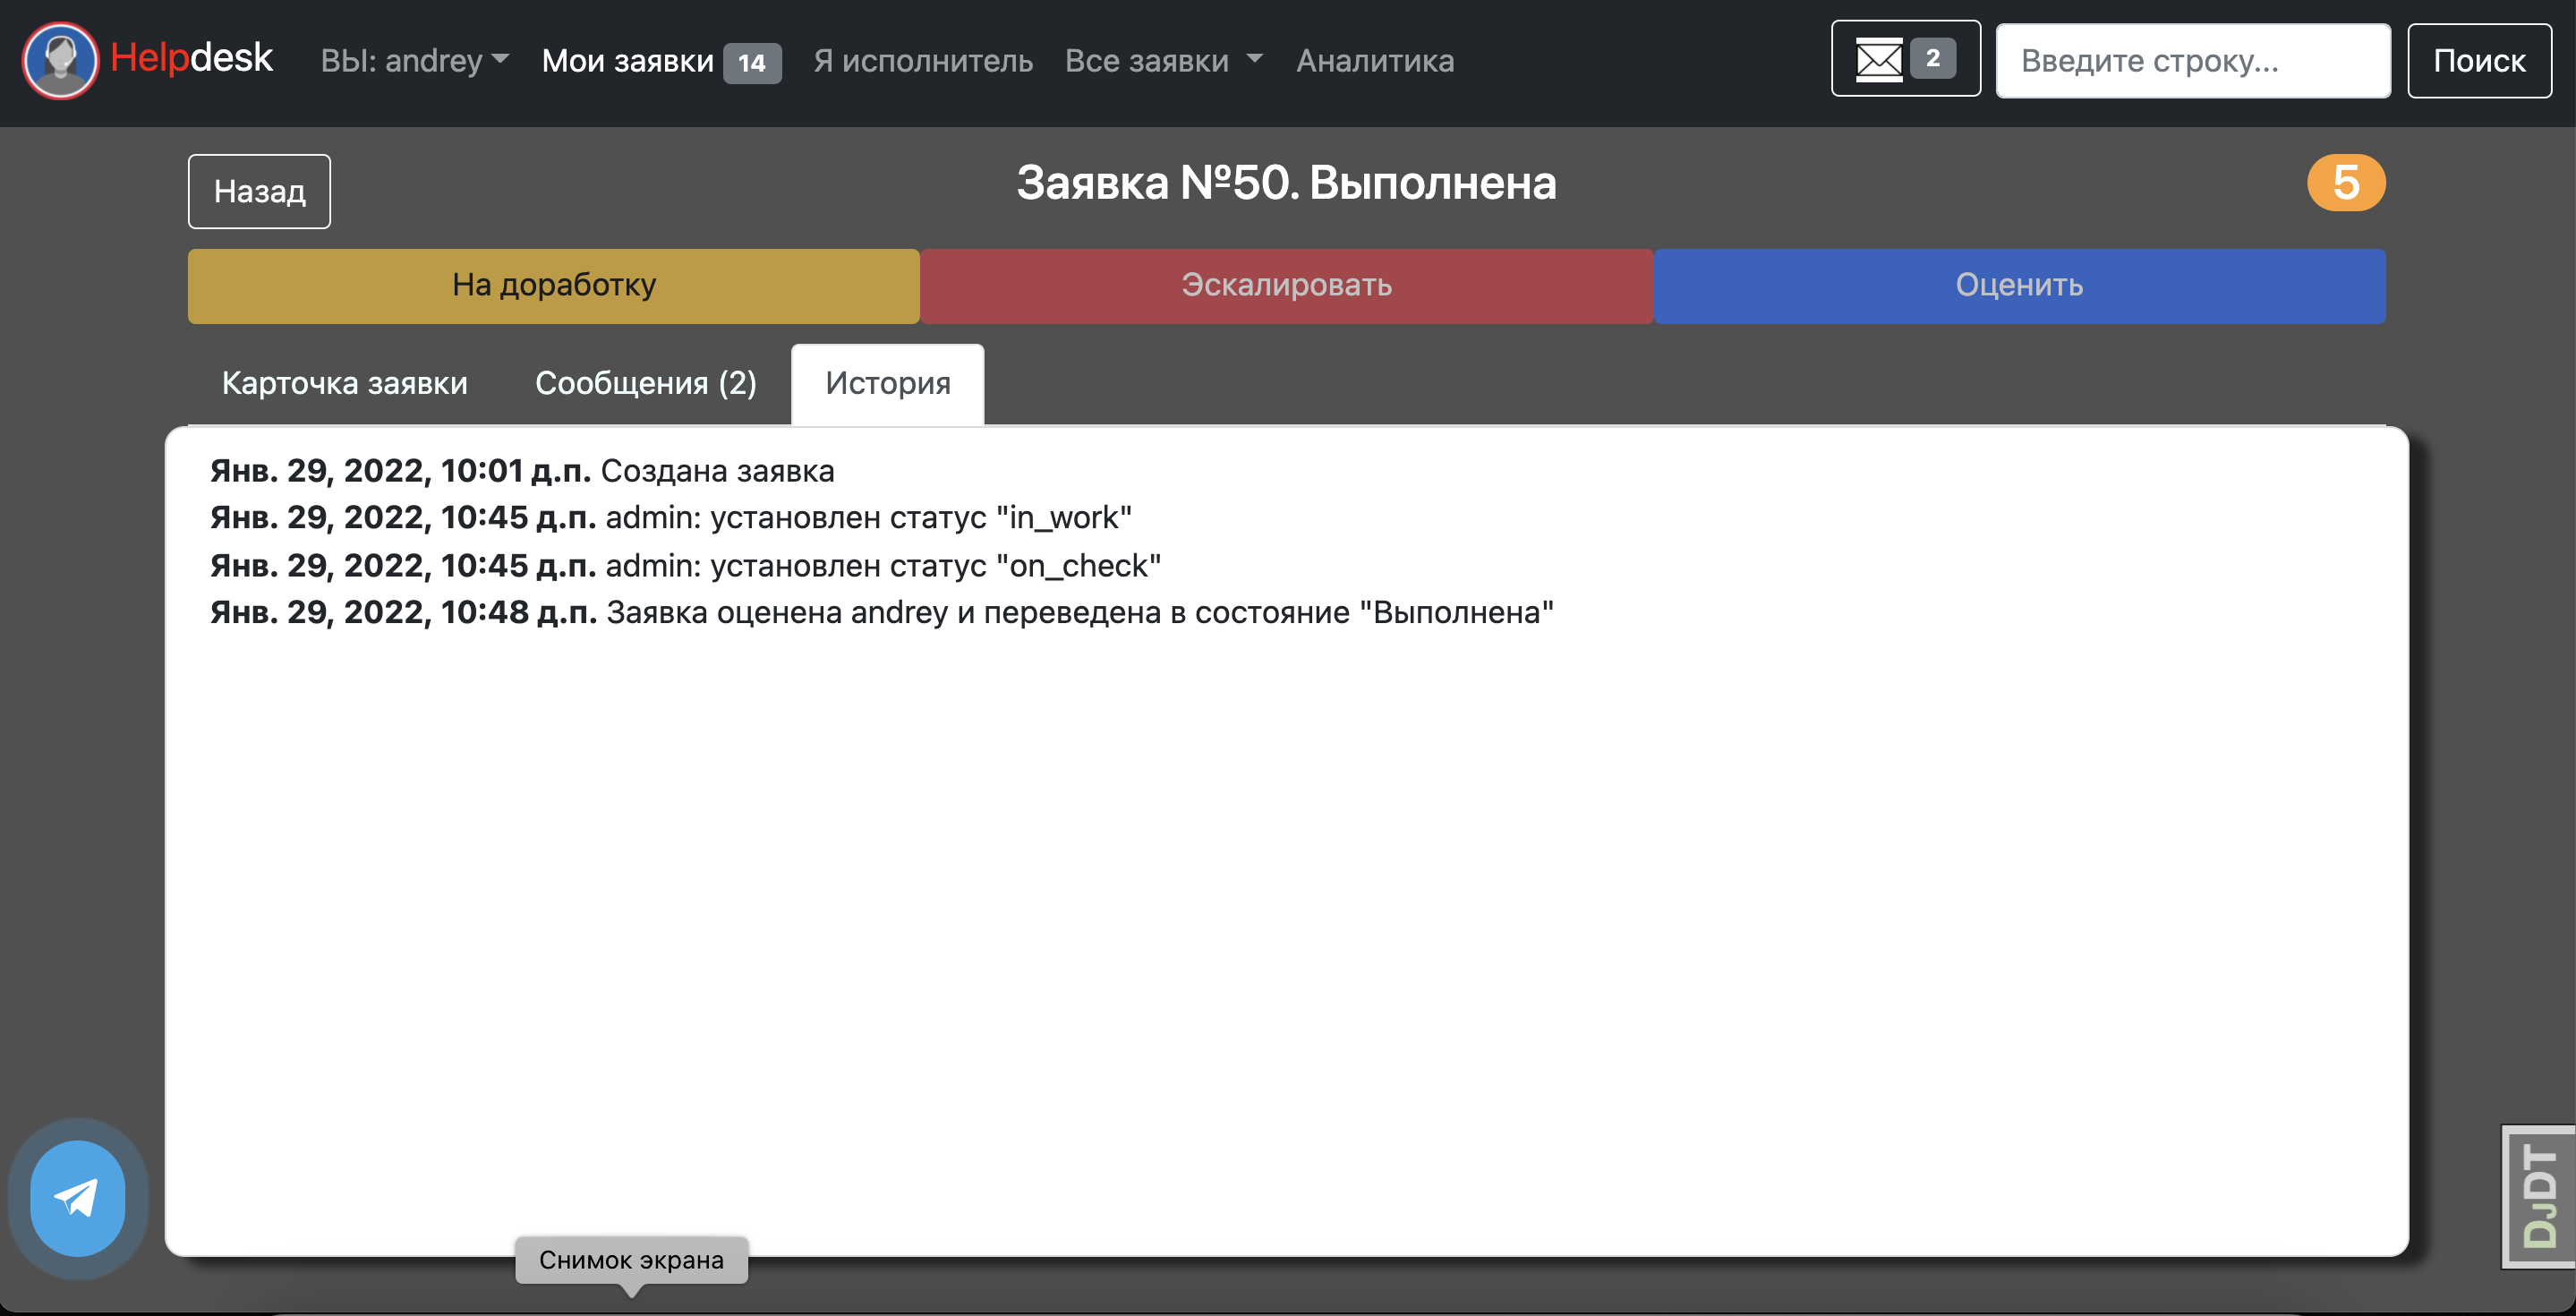 Helpdesk ВЫ: andrey Мои заявки 14 Я исполнитель Все заявки Аналитика 2 Введите строку... Поиск
Назад Заявка №50. Выполнена 5
На доработку Эскалировать Оценить
Карточка заявки Сообщения (2) История
Янв. 29, 2022, 10:01 д.п. Создана заявка
Янв. 29, 2022, 10:45 д.п. admin: установлен статус "in_work"
Янв. 29, 2022, 10:45 д.п. admin: установлен статус "on_check"
Янв. 29, 2022, 10:48 д.п. Заявка оценена andrey и переведена в состояние "Выполнена"
DJDT
Снимок экрана